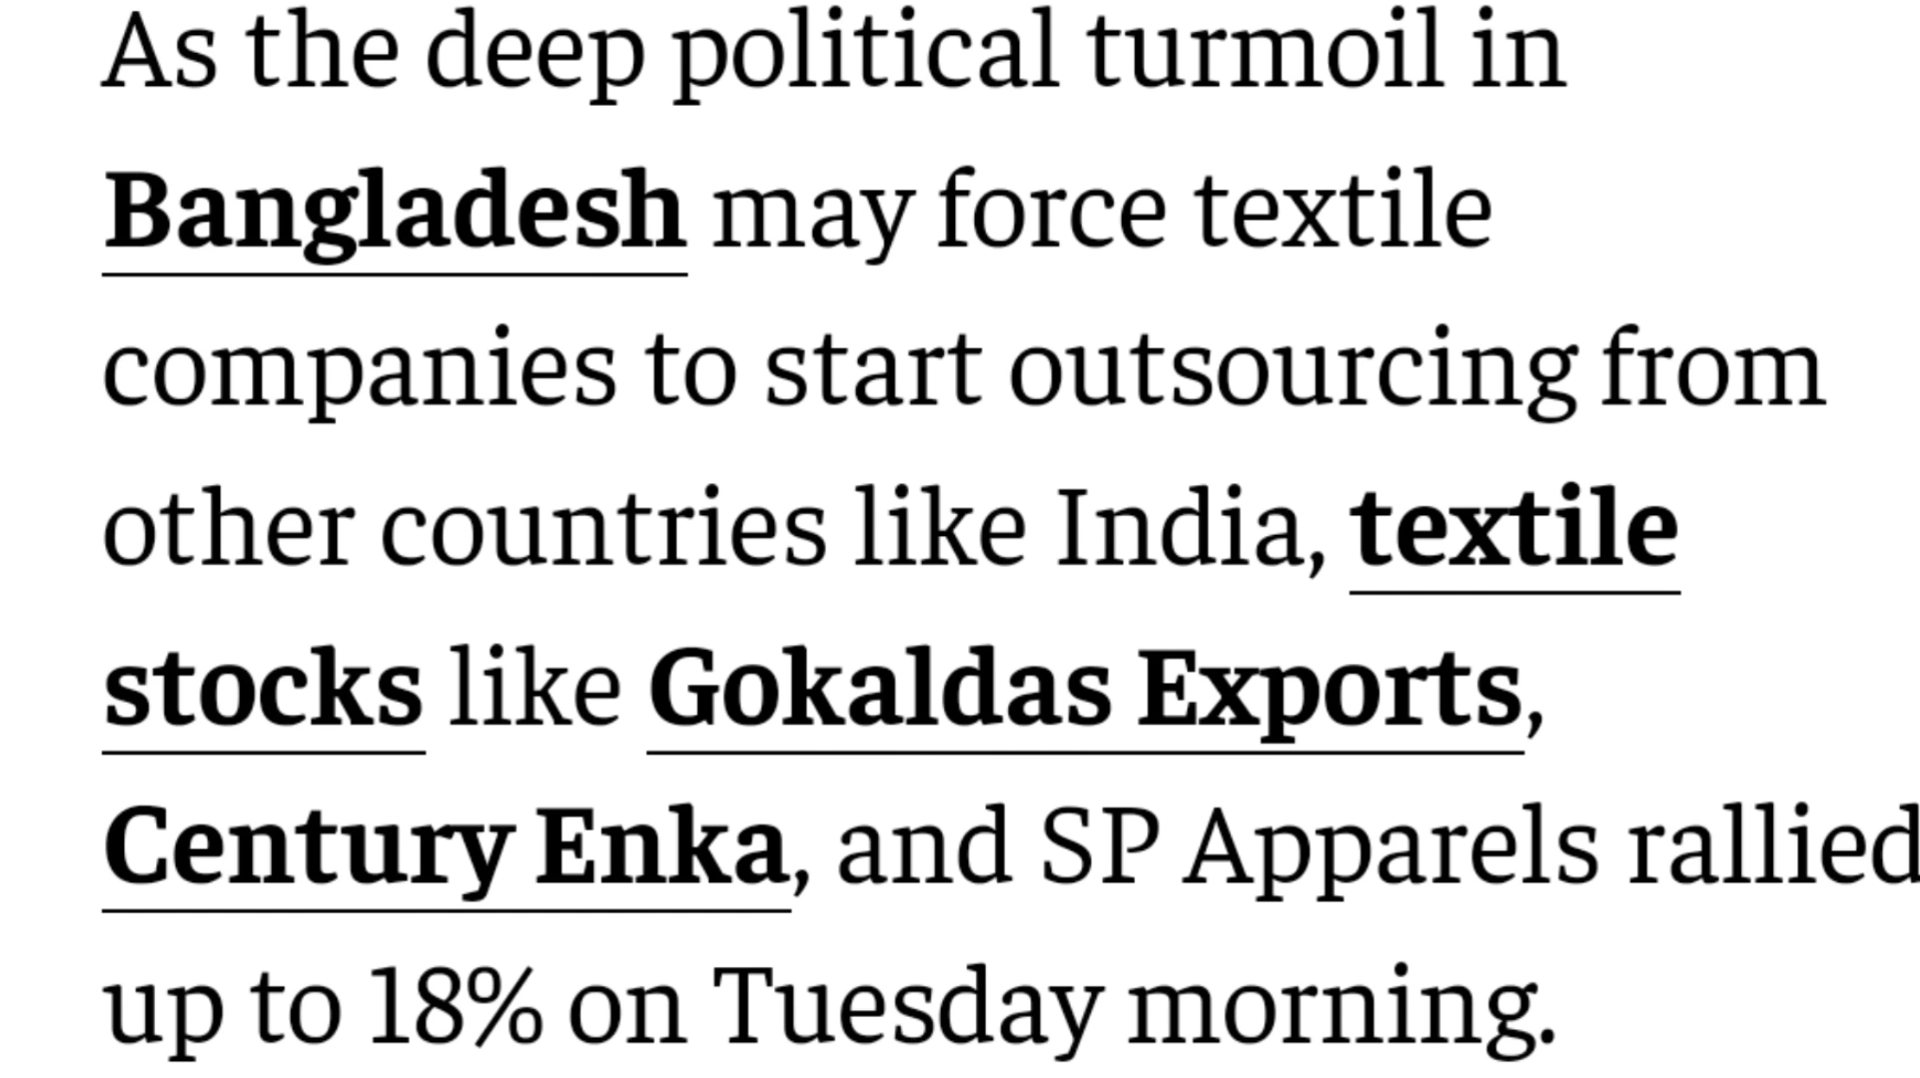 As the deep political turmoil in
Bangladesh may force textile
companies to start outsourcing from
other countries like India, textile
stocks like Gokaldas Exports,
Century Enka, and SP Apparels rallied
up to 18% on Tuesday morning.